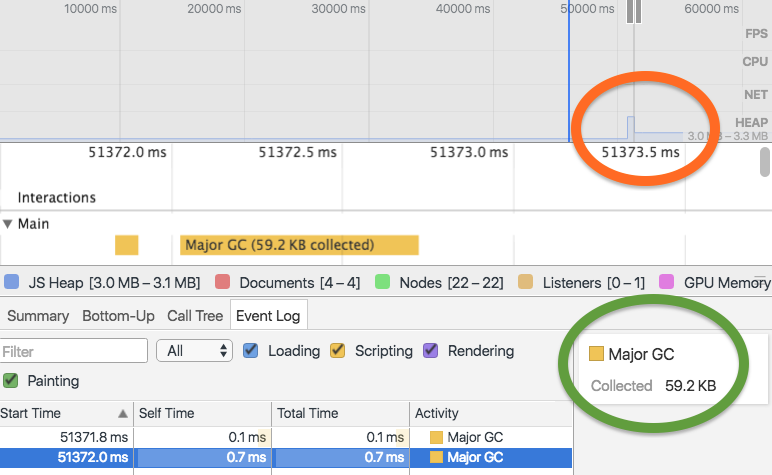 10000 ms 20000 ms 30000 ms 40000 ms 50000 ms 60000 ms
FPS
CPU
NET
HEAP
3.0 MB – 3.3 MB
51372.0 ms 51372.5 ms 51373.0 ms 51373.5 ms
Interactions
▼ Main
Major GC (59.2 KB collected)
JS Heap [3.0 MB – 3.1 MB] Documents [4 – 4] Nodes [22 – 22] Listeners [0 – 1] GPU Memory
Summary Bottom-Up Call Tree Event Log
Filter All Loading Scripting Rendering
Painting
Major GC
Collected 59.2 KB
Start Time ▲ Self Time Total Time Activity
51371.8 ms 0.1 ms 0.1 ms Major GC
51372.0 ms 0.7 ms 0.7 ms Major GC